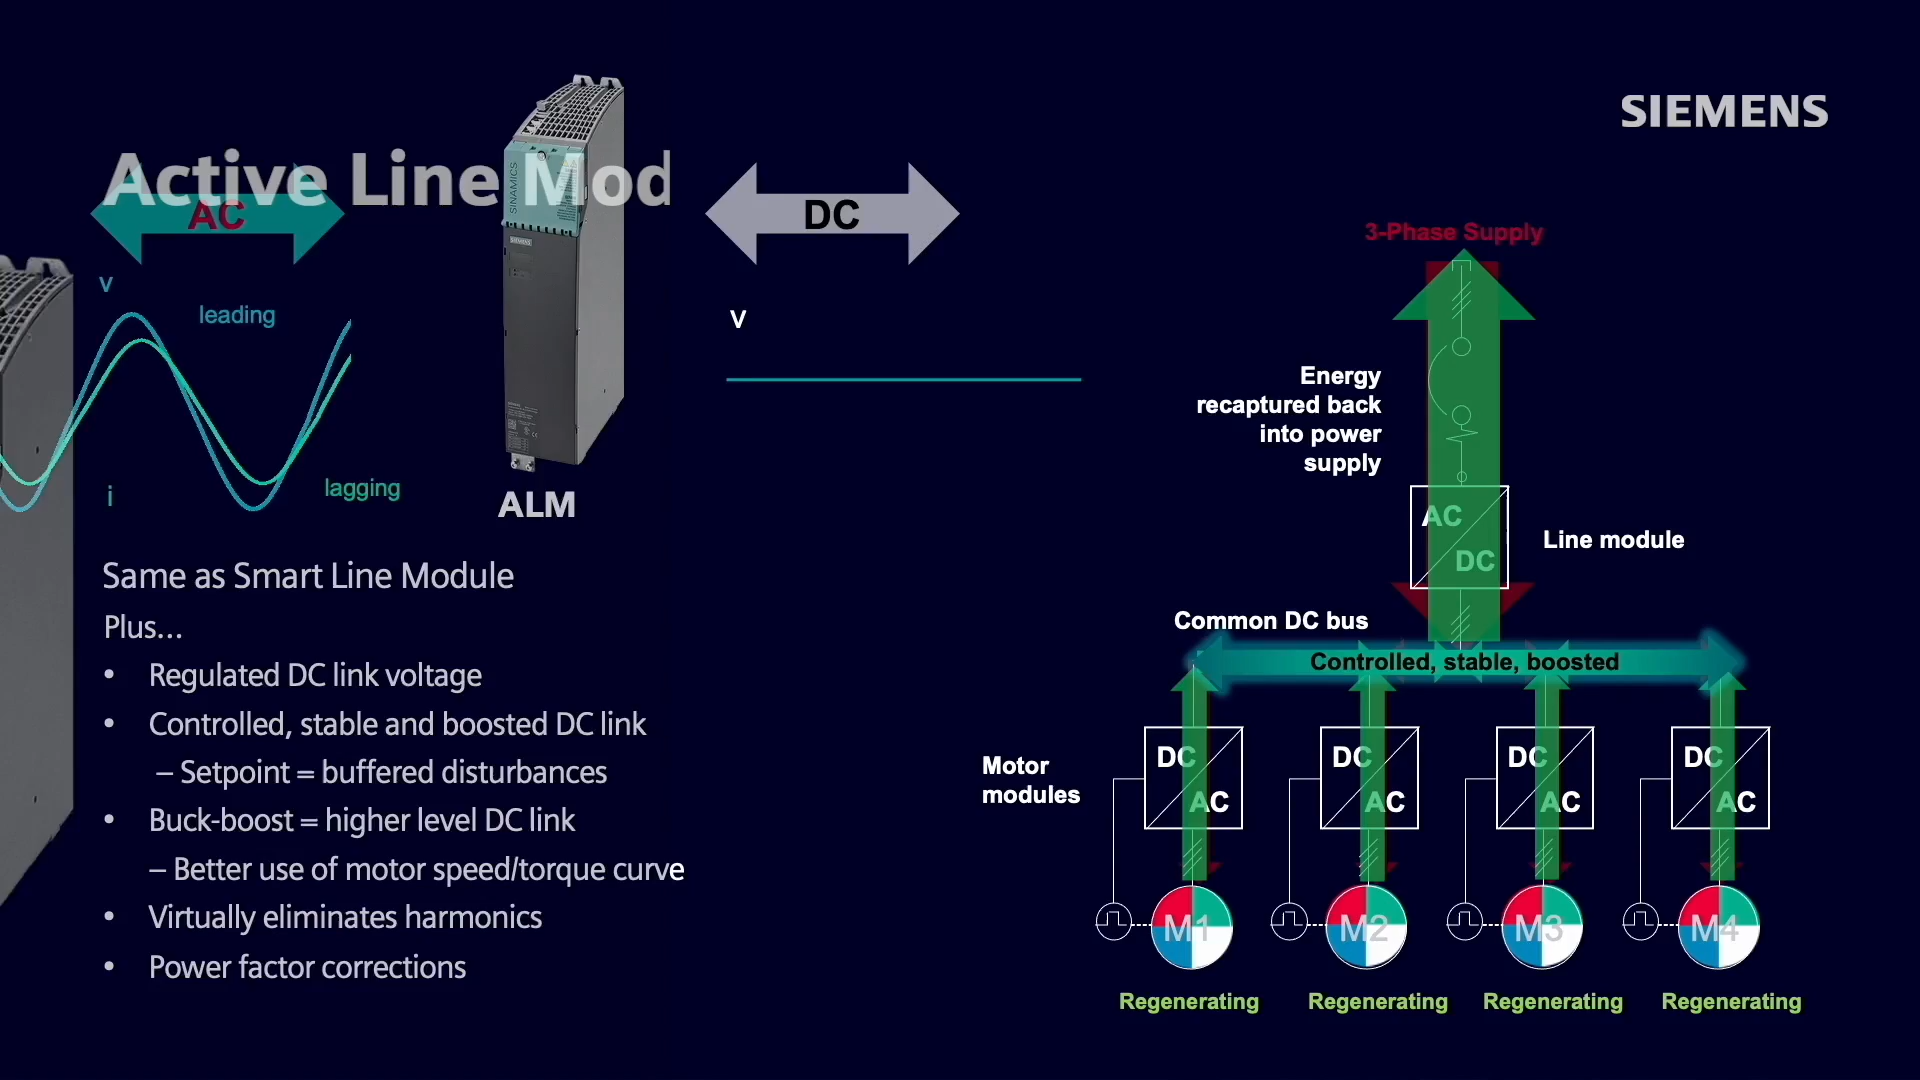 SIEMENS
Active Line Mod
AC
DC
SINAMICS
SIEMENS
v
leading
v
i
lagging
ALM
Same as Smart Line Module
Plus...
• Regulated DC link voltage
• Controlled, stable and boosted DC link
– Setpoint = buffered disturbances
• Buck-boost = higher level DC link
– Better use of motor speed/torque curve
• Virtually eliminates harmonics
• Power factor corrections
3-Phase Supply
Energy
recaptured back
into power
supply
AC
DC
Line module
Common DC bus
Controlled, stable, boosted
Motor
modules
DC
AC
DC
AC
DC
AC
DC
AC
M1
M2
M3
M4
Regenerating
Regenerating
Regenerating
Regenerating